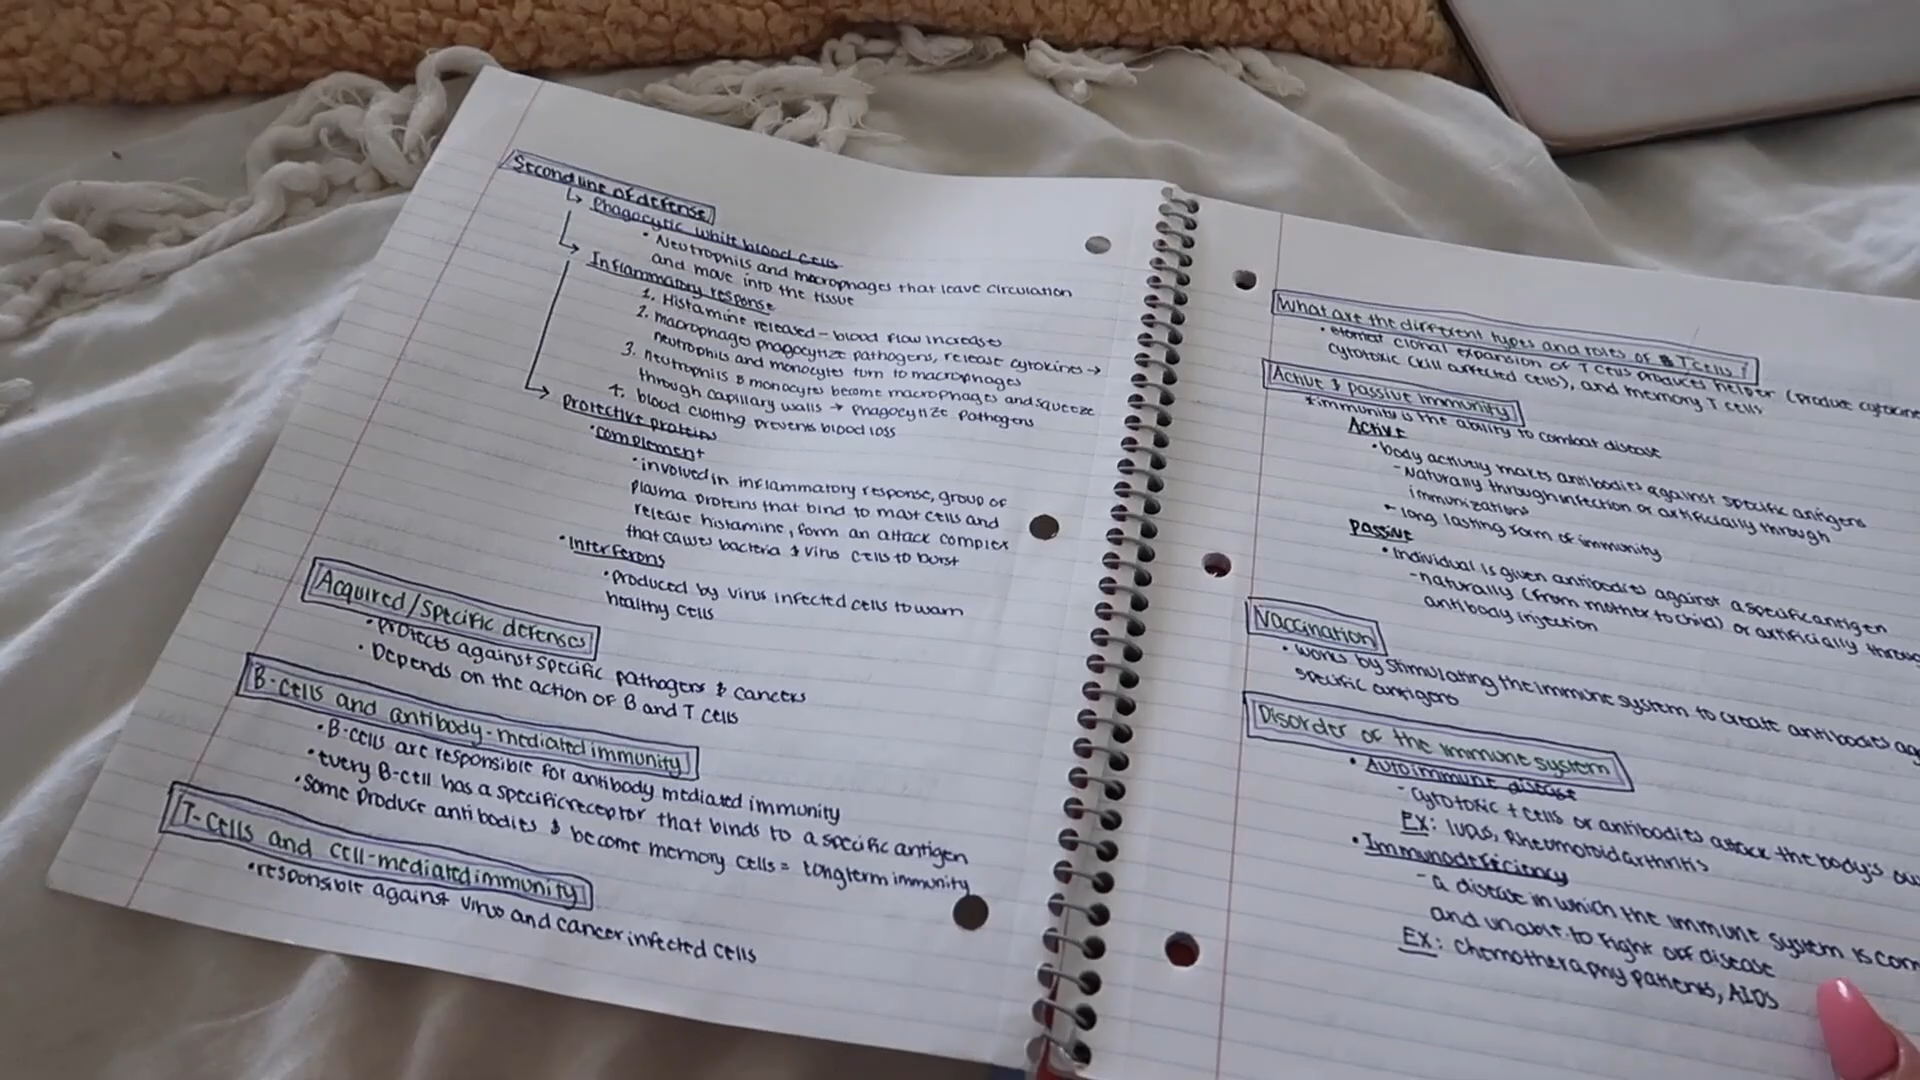 Second line of defense
↳ Phagocytic white blood cells
• Neutrophils and macrophages that leave circulation
and move into the tissue
↳ Inflammatory response
1. Histamine released – blood flow increases
2. macrophages phagocytize pathogens, release cytokines →
neutrophils and monocytes turn to macrophages
3. neutrophils & monocytes become macrophages and squeeze
through capillary walls → phagocytize pathogens
4. blood clotting prevents blood loss
Protective proteins
• complement
• involved in inflammatory response, group of
plasma proteins that bind to mast cells and
release histamine, form an attack complex
that causes bacteria & virus cells to burst
• Interferons
• produced by virus infected cells to warn
healthy cells
Acquired/specific defenses
• Protects against specific pathogens & cancers
• Depends on the action of B and T cells
B-cells and antibody-mediated immunity
• B-cells are responsible for antibody mediated immunity
• every B-cell has a specific receptor that binds to a specific antigen
• some produce antibodies & become memory cells = longterm immunity
T-cells and cell-mediated immunity
• responsible against virus and cancer infected cells
What are the different types and roles of T cells?
• clonal expansion of T cells produces helper (produce
cytotoxic (kill affected cells), and memory T cells
Active & passive immunity
*immunity is the ability to combat disease
Active
• body actively makes antibodies against specific antigens
- Naturally through infection or artificially through
immunizations
- long lasting form of immunity
Passive
• Individual is given antibodies against a specific antigen
- naturally (from mother to child) or artificially
antibody injection
Vaccination
• works by stimulating the immune system to create antibodies
specific antigens
Disorder of the immune system
• Autoimmune disease
- cytotoxic t cells or antibodies attack the body's
EX: lupus, Rheumatoid arthritis
• Immunodeficiency
- a disease in which the immune system is
and unable to fight off disease
EX: chemotheraphy patients, AIDS